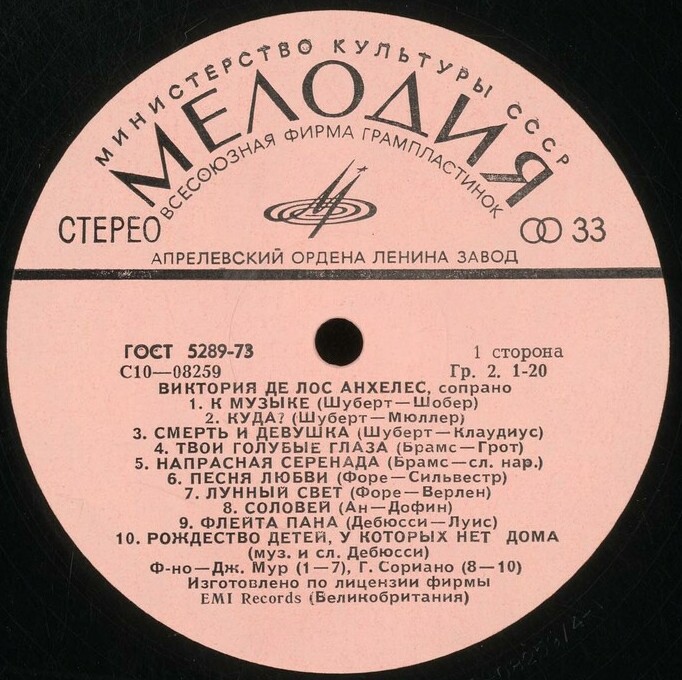 МИНИСТЕРСТВО КУЛЬТУРЫ СССР
МЕЛОДИЯ
ВСЕСОЮЗНАЯ ФИРМА ГРАМПЛАСТИНОК
СТЕРЕО
33
АПРЕЛЕВСКИЙ ОРДЕНА ЛЕНИНА ЗАВОД
ГОСТ 5289-73
1 сторона
С10—08259
Гр. 2. 1-20
ВИКТОРИЯ ДЕ ЛОС АНХЕЛЕС, сопрано
1. К МУЗЫКЕ (Шуберт—Шобер)
2. КУДА? (Шуберт—Мюллер)
3. СМЕРТЬ И ДЕВУШКА (Шуберт—Клаудиус)
4. ТВОИ ГОЛУБЫЕ ГЛАЗА (Брамс—Грот)
5. НАПРАСНАЯ СЕРЕНАДА (Брамс—сл. нар.)
6. ПЕСНЯ ЛЮБВИ (Форе—Сильвестр)
7. ЛУННЫЙ СВЕТ (Форе—Верлен)
8. СОЛОВЕЙ (Ан—Дофин)
9. ФЛЕЙТА ПАНА (Дебюсси—Луис)
10. РОЖДЕСТВО ДЕТЕЙ, У КОТОРЫХ НЕТ ДОМА
(муз. и сл. Дебюсси)
Ф-но—Дж. Мур (1—7), Г. Сориано (8—10)
Изготовлено по лицензии фирмы
EMI Records (Великобритания)